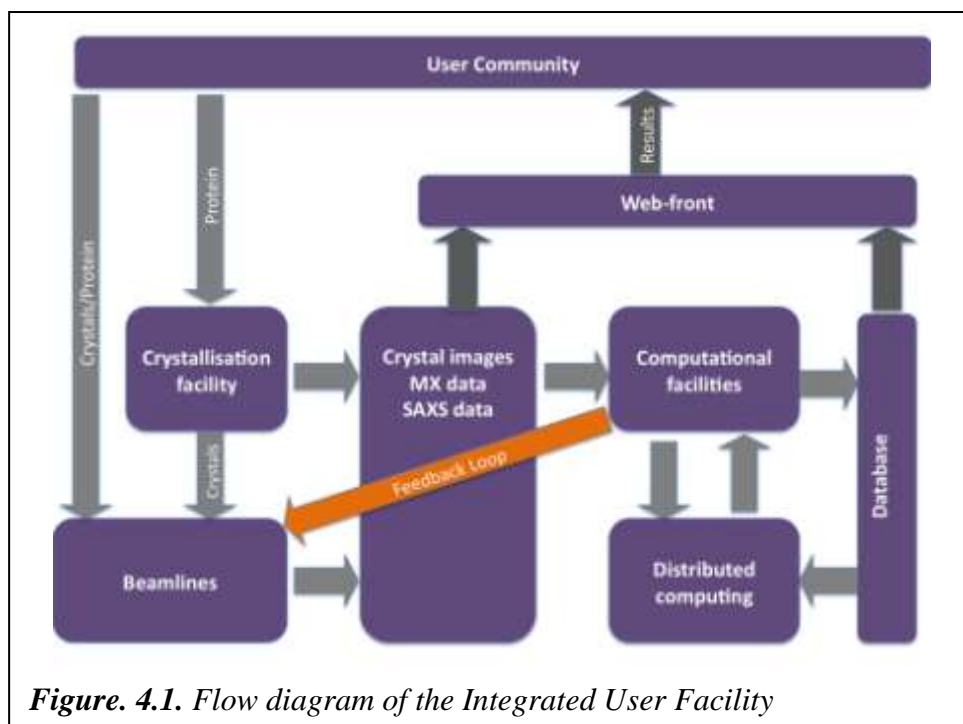 User Community
Results
Web-front
Crystals/Protein
Protein
Crystallisation
facility
Crystal images
MX data
SAXS data
Computational
facilities
Crystals
Feedback Loop
Database
Beamlines
Distributed
computing
Figure. 4.1. Flow diagram of the Integrated User Facility